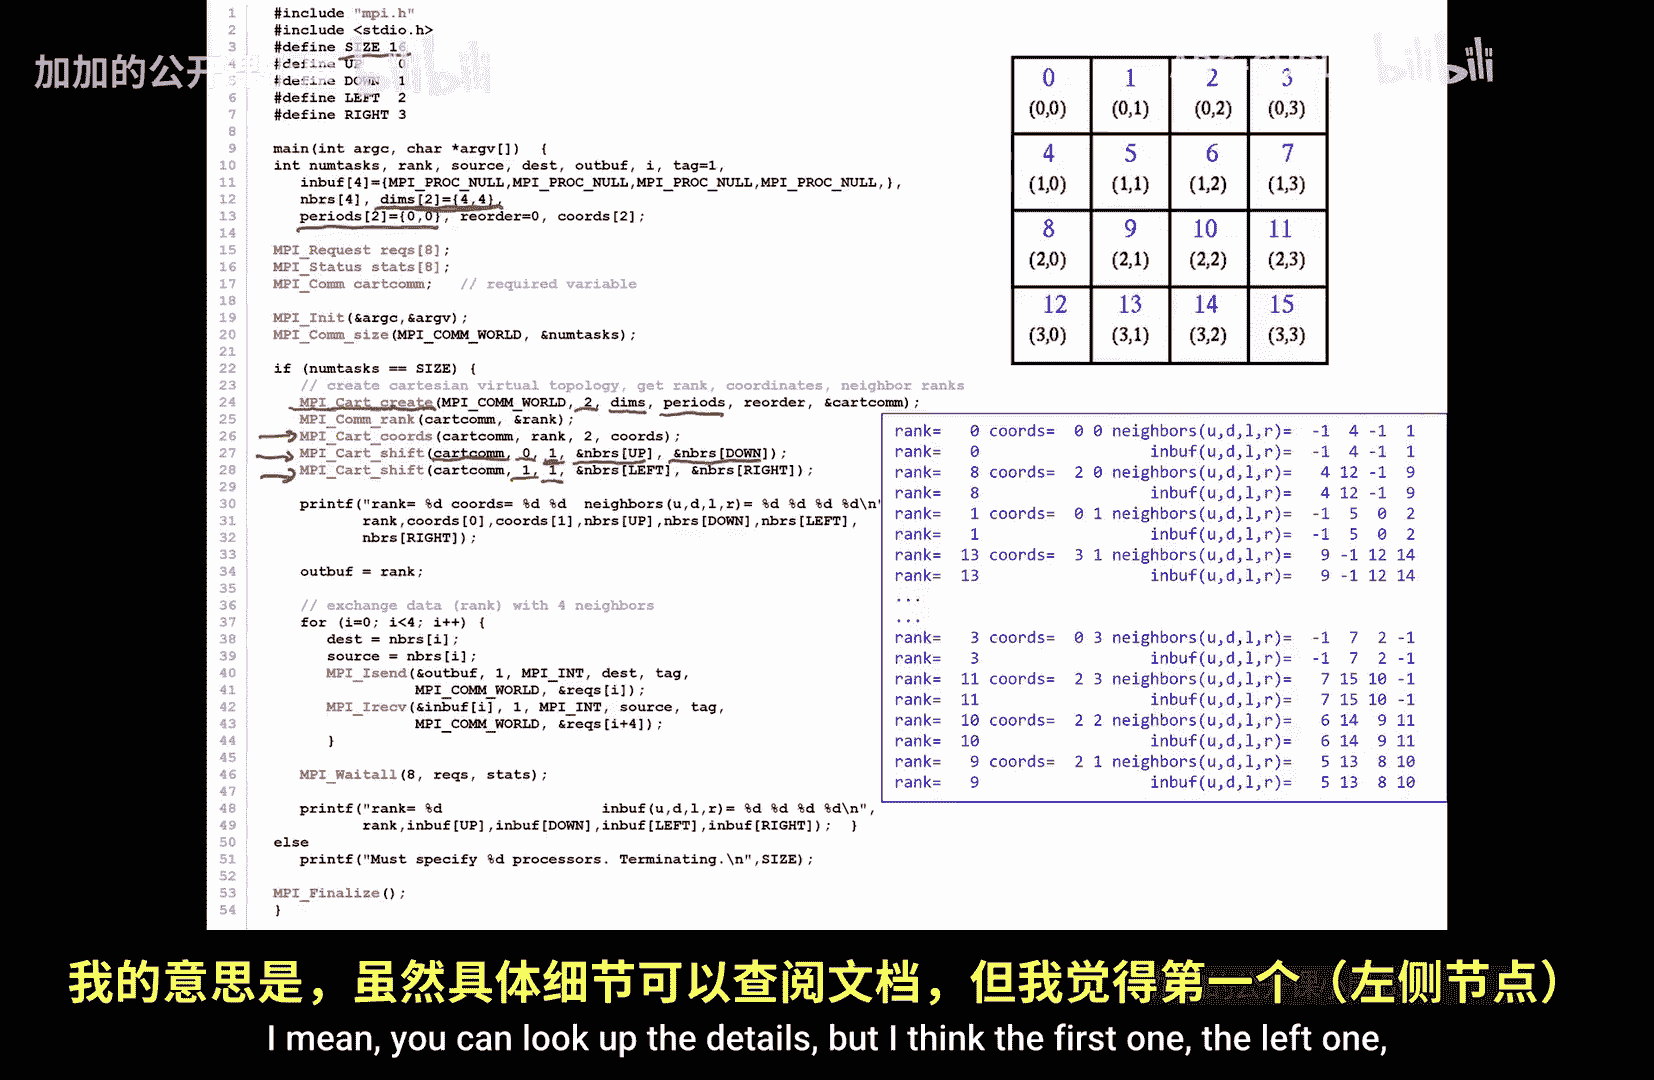 1 #include "mpi.h"
2 #include <stdio.h>
3 #define SIZE 16
4 #define UP 0
5 #define DOWN 1
6 #define LEFT 2
7 #define RIGHT 3
8
9 main(int argc, char *argv[]) {
10 int numtasks, rank, source, dest, outbuf, i, tag=1,
11 inbuf[4]={MPI_PROC_NULL,MPI_PROC_NULL,MPI_PROC_NULL,MPI_PROC_NULL,},
12 nbrs[4], dims[2]={4,4},
13 periods[2]={0,0}, reorder=0, coords[2];
14
15 MPI_Request reqs[8];
16 MPI_Status stats[8];
17 MPI_Comm cartcomm; // required variable
18
19 MPI_Init(&argc,&argv);
20 MPI_Comm_size(MPI_COMM_WORLD, &numtasks);
21
22 if (numtasks == SIZE) {
23 // create cartesian virtual topology, get rank, coordinates, neighbor ranks
24 MPI_Cart_create(MPI_COMM_WORLD, 2, dims, periods, reorder, &cartcomm);
25 MPI_Comm_rank(cartcomm, &rank);
26 MPI_Cart_coords(cartcomm, rank, 2, coords);
27 MPI_Cart_shift(cartcomm, 0, 1, &nbrs[UP], &nbrs[DOWN]);
28 MPI_Cart_shift(cartcomm, 1, 1, &nbrs[LEFT], &nbrs[RIGHT]);
29
30 printf("rank= %d coords= %d %d neighbors(u,d,l,r)= %d %d %d %d\n"
31 rank,coords[0],coords[1],nbrs[UP],nbrs[DOWN],nbrs[LEFT],
32 nbrs[RIGHT]);
33
34 outbuf = rank;
35
36 // exchange data (rank) with 4 neighbors
37 for (i=0; i<4; i++) {
38 dest = nbrs[i];
39 source = nbrs[i];
40 MPI_Isend(&outbuf, 1, MPI_INT, dest, tag,
41 MPI_COMM_WORLD, &reqs[i]);
42 MPI_Irecv(&inbuf[i], 1, MPI_INT, source, tag,
43 MPI_COMM_WORLD, &reqs[i+4]);
44 }
45
46 MPI_Waitall(8, reqs, stats);
47
48 printf("rank= %d inbuf(u,d,l,r)= %d %d %d %d\n",
49 rank,inbuf[UP],inbuf[DOWN],inbuf[LEFT],inbuf[RIGHT]); }
50 else
51 printf("Must specify %d processors. Terminating.\n",SIZE);
52
53 MPI_Finalize();
54 }
加加的公开
bilibili
bilibili
0 1 2 3
(0,0) (0,1) (0,2) (0,3)
4 5 6 7
(1,0) (1,1) (1,2) (1,3)
8 9 10 11
(2,0) (2,1) (2,2) (2,3)
12 13 14 15
(3,0) (3,1) (3,2) (3,3)
rank= 0 coords= 0 0 neighbors(u,d,l,r)= -1 4 -1 1
rank= 0 inbuf(u,d,l,r)= -1 4 -1 1
rank= 8 coords= 2 0 neighbors(u,d,l,r)= 4 12 -1 9
rank= 8 inbuf(u,d,l,r)= 4 12 -1 9
rank= 1 coords= 0 1 neighbors(u,d,l,r)= -1 5 0 2
rank= 1 inbuf(u,d,l,r)= -1 5 0 2
rank= 13 coords= 3 1 neighbors(u,d,l,r)= 9 -1 12 14
rank= 13 inbuf(u,d,l,r)= 9 -1 12 14
...
...
rank= 3 coords= 0 3 neighbors(u,d,l,r)= -1 7 2 -1
rank= 3 inbuf(u,d,l,r)= -1 7 2 -1
rank= 11 coords= 2 3 neighbors(u,d,l,r)= 7 15 10 -1
rank= 11 inbuf(u,d,l,r)= 7 15 10 -1
rank= 10 coords= 2 2 neighbors(u,d,l,r)= 6 14 9 11
rank= 10 inbuf(u,d,l,r)= 6 14 9 11
rank= 9 coords= 2 1 neighbors(u,d,l,r)= 5 13 8 10
rank= 9 inbuf(u,d,l,r)= 5 13 8 10
我的意思是，虽然具体细节可以查阅文档，但我觉得第一个（左侧节点）
I mean, you can look up the details, but I think the first one, the left one,